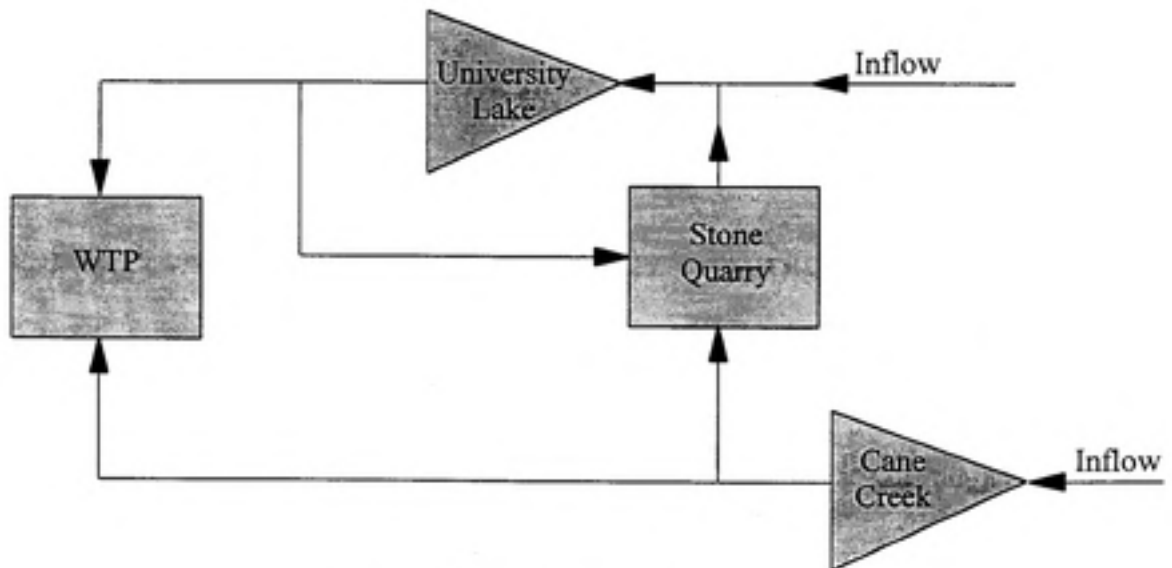 University
Lake
Inflow
WTP
Stone
Quarry
Cane
Creek
Inflow